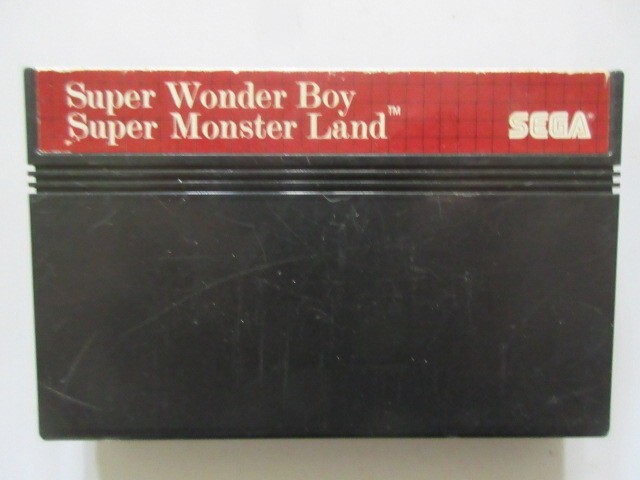 Super Wonder Boy
Super Monster Land™
SEGA®